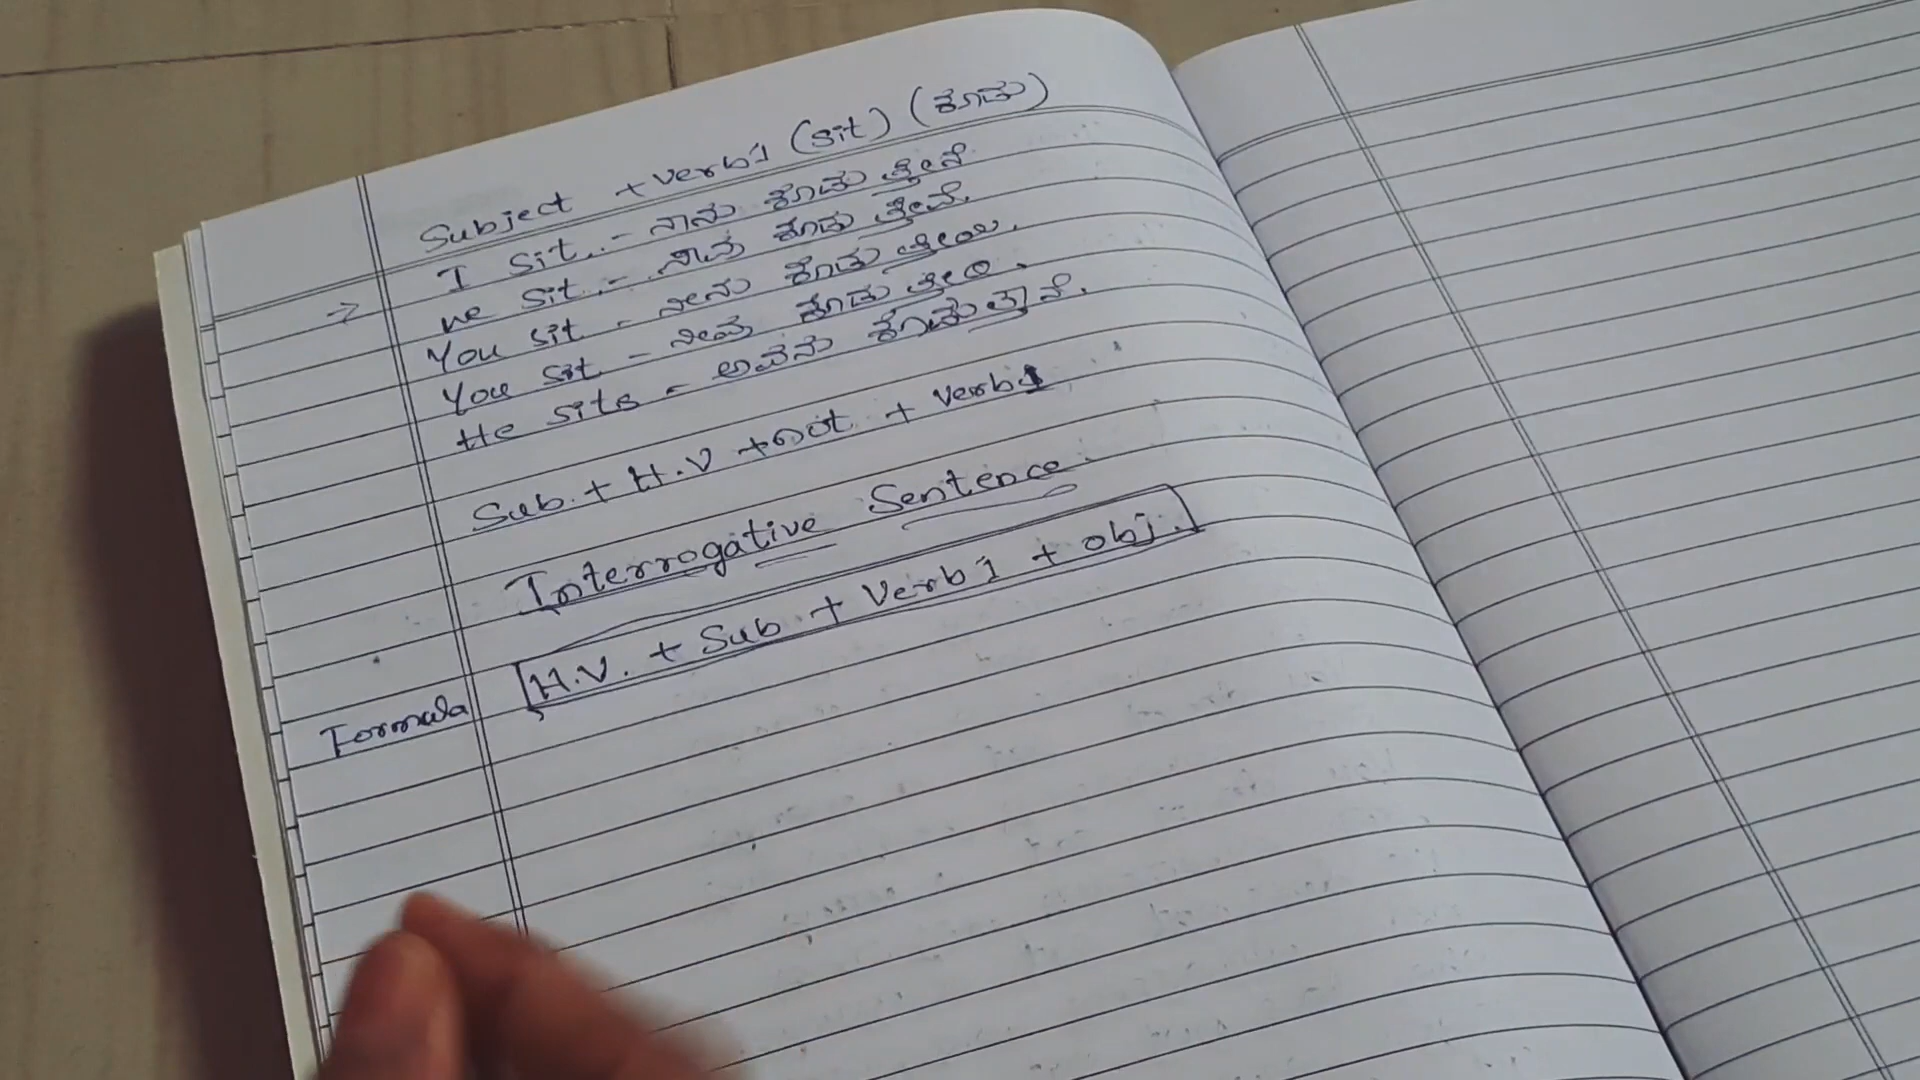 Subject + Verb1 (sit) (ಕೂಡು)
I sit. - ನಾನು ಕೂಡುತ್ತೇನೆ
→ we sit. - ನಾವು ಕೂಡುತ್ತೇವೆ.
You sit - ನೀನು ಕೂಡುತ್ತೀಯ.
You sit - ನೀವು ಕೂಡುತ್ತೀರಿ.
He sits - ಅವನು ಕೂಡುತ್ತಾನೆ.
Sub. + H.V + not + Verb1
Interrogative Sentence.
Formula H.V. + Sub + Verb1 + obj.